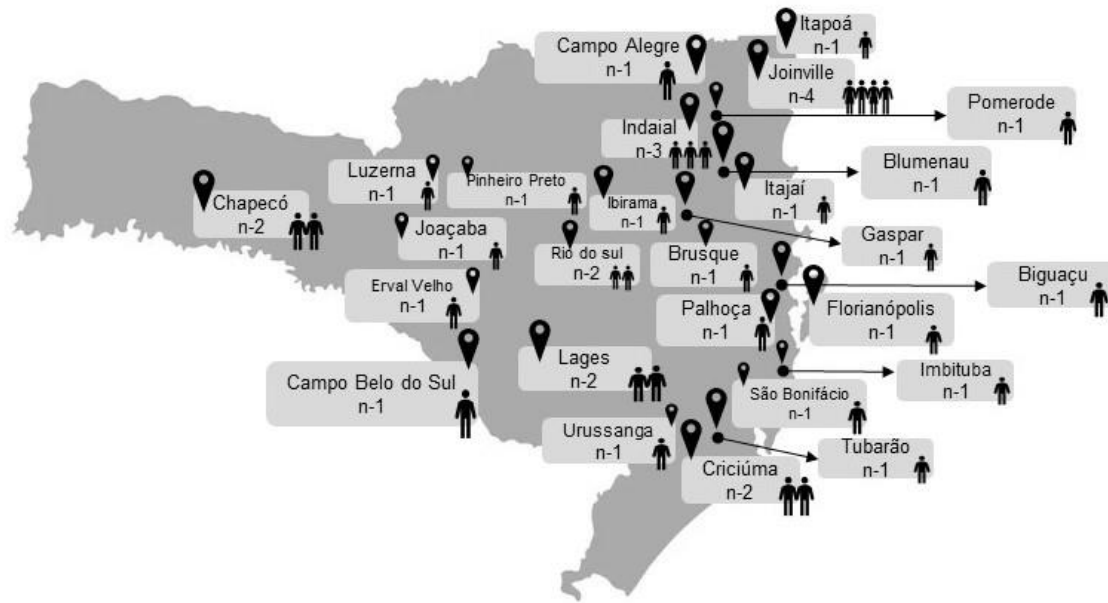 Itapoá
n-1
Campo Alegre
n-1
Joinville
n-4
Pomerode
n-1
Indaial
n-3
Blumenau
n-1
Luzerna
n-1
Pinheiro Preto
n-1
Itajaí
n-1
Chapecó
n-2
Ibirama
n-1
Joaçaba
n-1
Rio do sul
n-2
Brusque
n-1
Gaspar
n-1
Erval Velho
n-1
Biguaçu
n-1
Palhoça
n-1
Florianópolis
n-1
Lages
n-2
Campo Belo do Sul
n-1
Imbituba
n-1
São Bonifácio
n-1
Urussanga
n-1
Tubarão
n-1
Criciúma
n-2